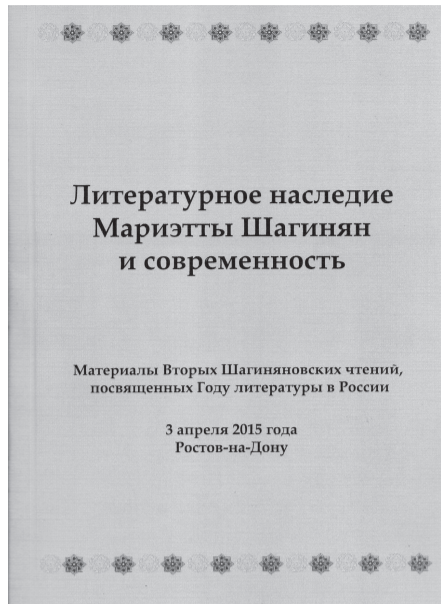 Литературное наследие
Мариэтты Шагинян
и современность
Материалы Вторых Шагиняновских чтений,
посвященных Году литературы в России
3 апреля 2015 года
Ростов-на-Дону